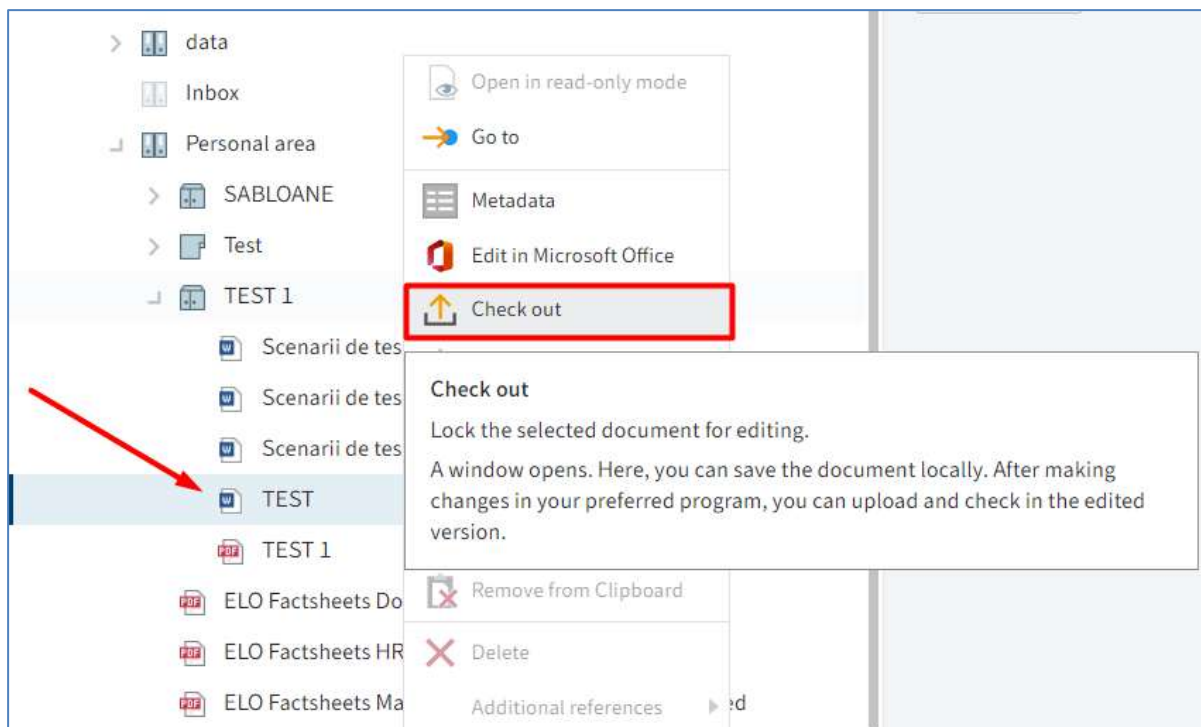 data
Inbox
Personal area
SABLOANE
Test
TEST 1
Scenarii de tes
Scenarii de tes
Scenarii de tes
TEST
TEST 1
ELO Factsheets Do
ELO Factsheets HR
ELO Factsheets Ma
ed
Open in read-only mode
Go to
Metadata
Edit in Microsoft Office
Check out
Check out
Lock the selected document for editing.
A window opens. Here, you can save the document locally. After making
changes in your preferred program, you can upload and check in the edited
version.
Remove from Clipboard
Delete
Additional references